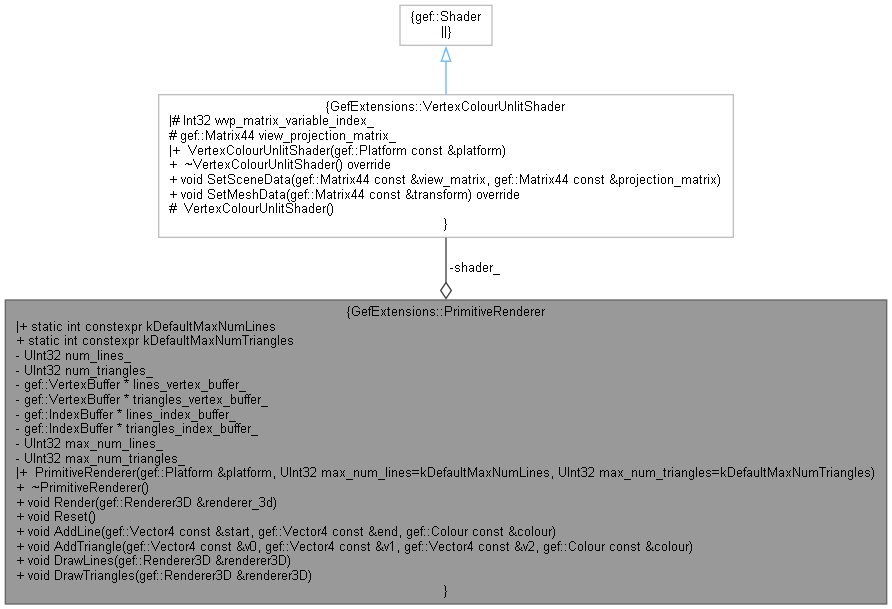 {gef::Shader
||}
{GefExtensions::VertexColourUnlitShader
|# Int32 wvp_matrix_variable_index_
# gef::Matrix44 view_projection_matrix_
|+  VertexColourUnlitShader(gef::Platform const &platform)
+  ~VertexColourUnlitShader() override
+ void SetSceneData(gef::Matrix44 const &view_matrix, gef::Matrix44 const &projection_matrix)
+ void SetMeshData(gef::Matrix44 const &transform) override
#  VertexColourUnlitShader()
}
-shader_
{GefExtensions::PrimitiveRenderer
|+ static int constexpr kDefaultMaxNumLines
+ static int constexpr kDefaultMaxNumTriangles
- UInt32 num_lines_
- UInt32 num_triangles_
- gef::VertexBuffer * lines_vertex_buffer_
- gef::VertexBuffer * triangles_vertex_buffer_
- gef::IndexBuffer * lines_index_buffer_
- gef::IndexBuffer * triangles_index_buffer_
- UInt32 max_num_lines_
- UInt32 max_num_triangles_
|+  PrimitiveRenderer(gef::Platform &platform, UInt32 max_num_lines=kDefaultMaxNumLines, UInt32 max_num_triangles=kDefaultMaxNumTriangles)
+  ~PrimitiveRenderer()
+ void Render(gef::Renderer3D &renderer_3d)
+ void Reset()
+ void AddLine(gef::Vector4 const &start, gef::Vector4 const &end, gef::Colour const &colour)
+ void AddTriangle(gef::Vector4 const &v0, gef::Vector4 const &v1, gef::Vector4 const &v2, gef::Colour const &colour)
+ void DrawLines(gef::Renderer3D &renderer3D)
+ void DrawTriangles(gef::Renderer3D &renderer3D)
}